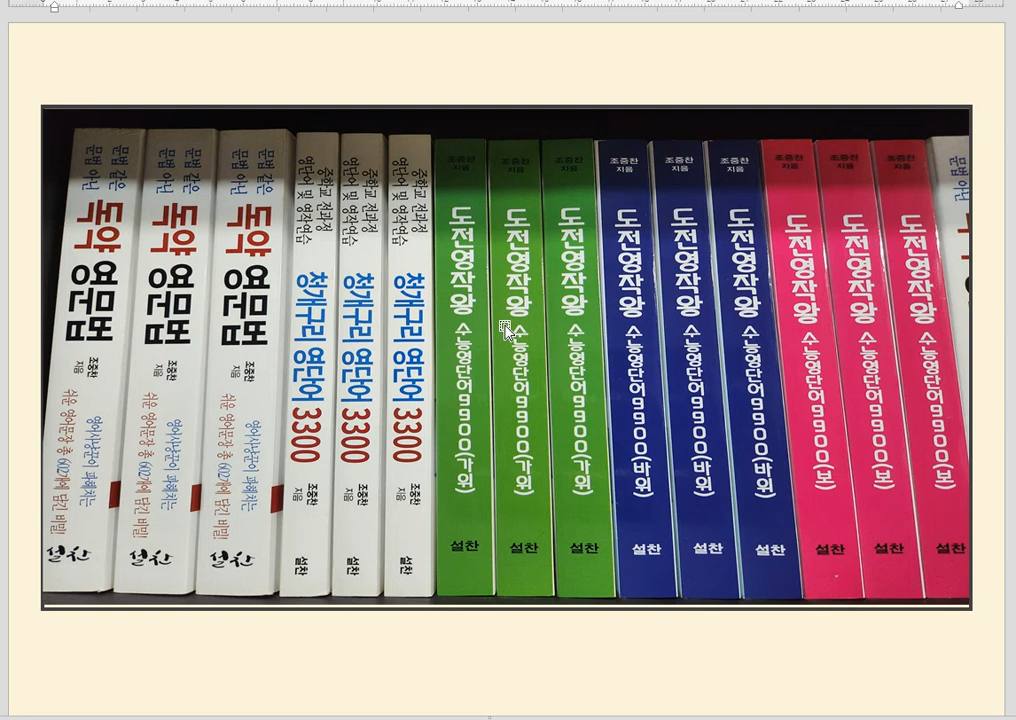 문법 같은
문법 아닌
독약
영문법
조중찬
지음
영어사냥꾼이 파헤치는
쉬운 영어문장 총 602개에 담긴 비밀!
설찬
문법 같은
문법 아닌
독약
영문법
조중찬
지음
영어사냥꾼이 파헤치는
쉬운 영어문장 총 602개에 담긴 비밀!
설찬
문법 같은
문법 아닌
독약
영문법
조중찬
지음
영어사냥꾼이 파헤치는
쉬운 영어문장 총 602개에 담긴 비밀!
설찬
중학교 전과정
영단어 및 영작연습
청개구리 영단어 3300
조중찬
지음
설찬
중학교 전과정
영단어 및 영작연습
청개구리 영단어 3300
조중찬
지음
설찬
중학교 전과정
영단어 및 영작연습
청개구리 영단어 3300
조중찬
지음
설찬
조중찬
지음
도전영작왕 수능영단어9900(가위)
설찬
조중찬
지음
도전영작왕 수능영단어9900(가위)
설찬
조중찬
지음
도전영작왕 수능영단어9900(가위)
설찬
조중찬
지음
도전영작왕 수능영단어9900(바위)
설찬
조중찬
지음
도전영작왕 수능영단어9900(바위)
설찬
조중찬
지음
도전영작왕 수능영단어9900(바위)
설찬
조중찬
지음
도전영작왕 수능영단어9900(보)
설찬
조중찬
지음
도전영작왕 수능영단어9900(보)
설찬
조중찬
지음
도전영작왕 수능영단어9900(보)
설찬
문법
아닌